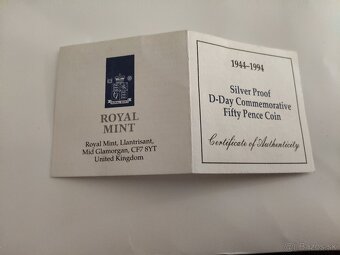 ROYAL
MINT
Royal Mint, Llantrisant,
Mid Glamorgan, CF7 8YT
United Kingdom
1944-1994
Silver Proof
D-Day Commemorative
Fifty Pence Coin
Certificate of Authenticity